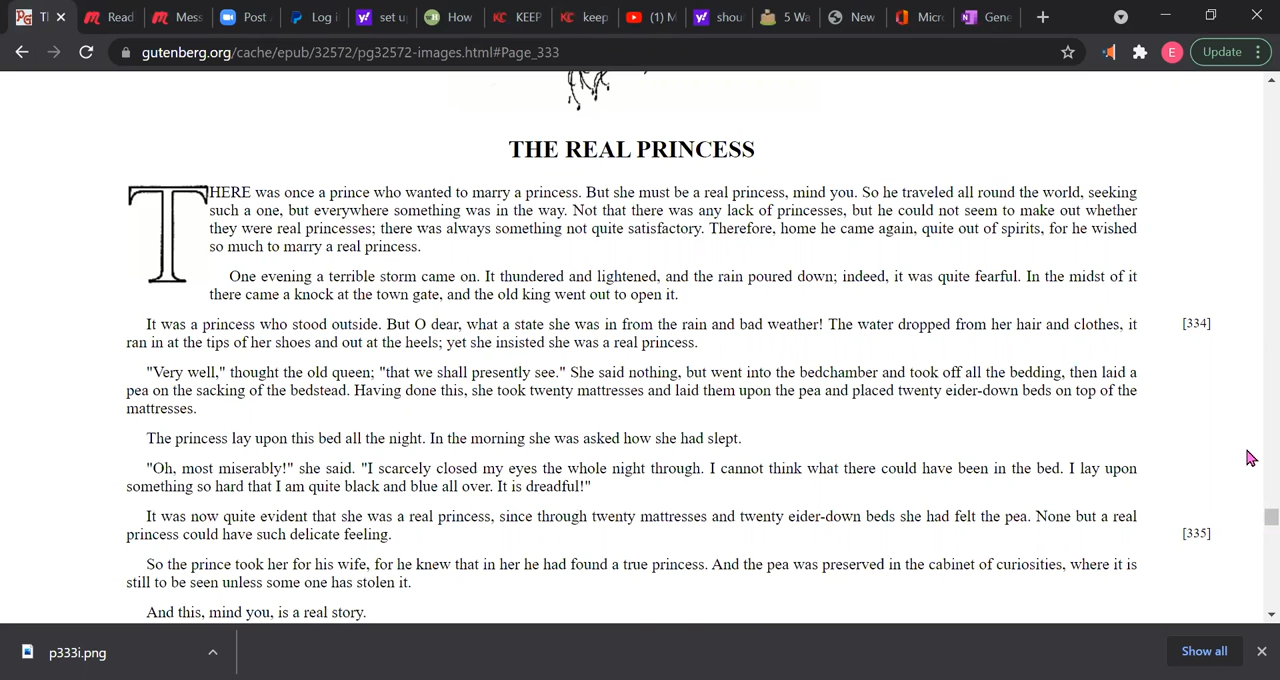 Th
Read
Mess
Post
Log i
set u
How
KEEP
keep
(1) M
shou
5 Wa
New
Micr
Gene
gutenberg.org/cache/epub/32572/pg32572-images.html#Page_333
E
Update
THE REAL PRINCESS
THERE was once a prince who wanted to marry a princess. But she must be a real princess, mind you. So he traveled all round the world, seeking
such a one, but everywhere something was in the way. Not that there was any lack of princesses, but he could not seem to make out whether
they were real princesses; there was always something not quite satisfactory. Therefore, home he came again, quite out of spirits, for he wished
so much to marry a real princess.
One evening a terrible storm came on. It thundered and lightened, and the rain poured down; indeed, it was quite fearful. In the midst of it
there came a knock at the town gate, and the old king went out to open it.
It was a princess who stood outside. But O dear, what a state she was in from the rain and bad weather! The water dropped from her hair and clothes, it
[334]
ran in at the tips of her shoes and out at the heels; yet she insisted she was a real princess.
"Very well," thought the old queen; "that we shall presently see." She said nothing, but went into the bedchamber and took off all the bedding, then laid a
pea on the sacking of the bedstead. Having done this, she took twenty mattresses and laid them upon the pea and placed twenty eider-down beds on top of the
mattresses.
The princess lay upon this bed all the night. In the morning she was asked how she had slept.
"Oh, most miserably!" she said. "I scarcely closed my eyes the whole night through. I cannot think what there could have been in the bed. I lay upon
something so hard that I am quite black and blue all over. It is dreadful!"
It was now quite evident that she was a real princess, since through twenty mattresses and twenty eider-down beds she had felt the pea. None but a real
princess could have such delicate feeling.
[335]
So the prince took her for his wife, for he knew that in her he had found a true princess. And the pea was preserved in the cabinet of curiosities, where it is
still to be seen unless some one has stolen it.
And this, mind you, is a real story.
p333i.png
Show all